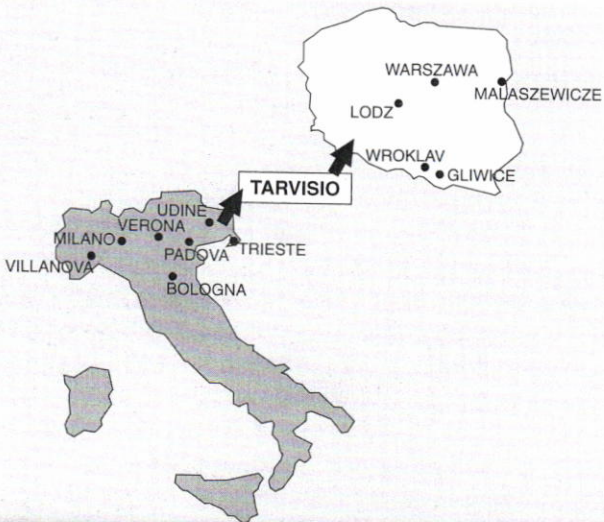 WARSZAWA
MALASZEWICZE
LODZ
WROKLAV
GLIWICE
TARVISIO
UDINE
VERONA
MILANO
TRIESTE
PADOVA
VILLANOVA
BOLOGNA